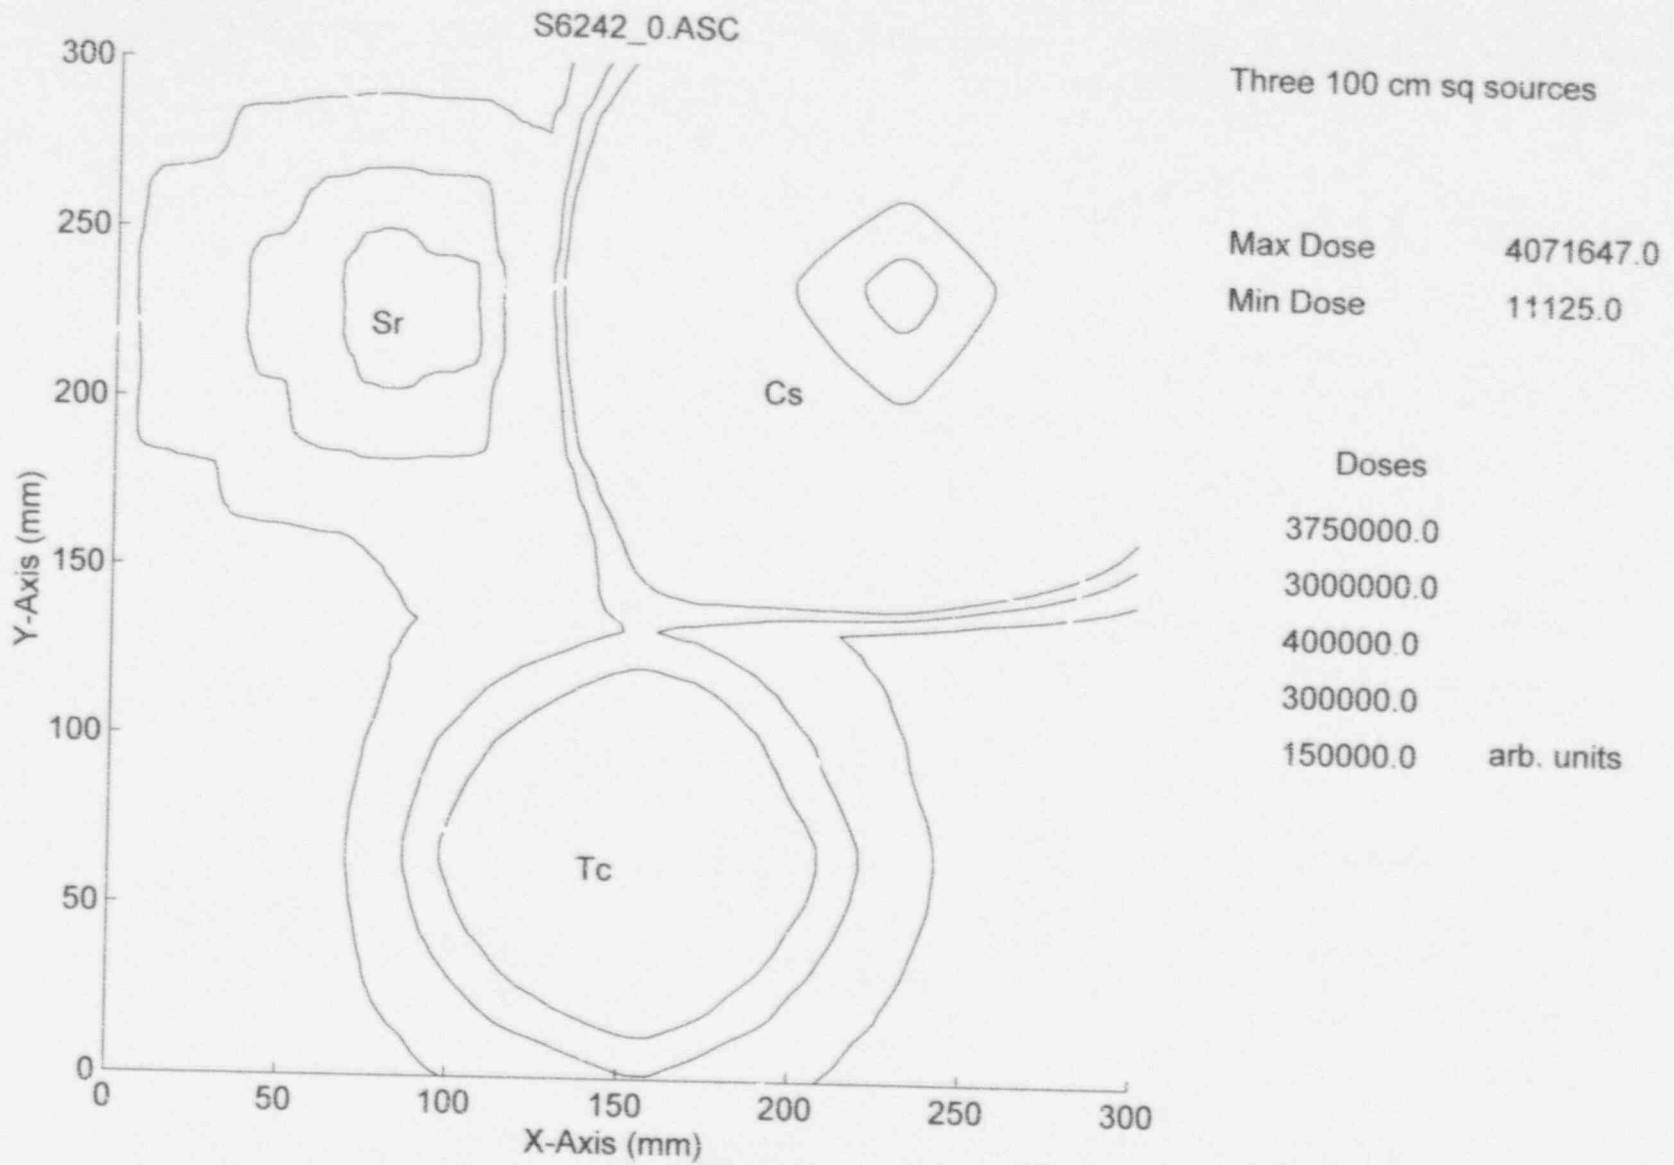 S6242_0.ASC
Three 100 cm sq sources
Max Dose 4071647.0
Min Dose 11125.0
Doses
3750000.0
3000000.0
400000.0
300000.0
150000.0 arb. units
Y-Axis (mm)
300
250
200
150
100
50
0
Sr
Cs
Tc
0 50 100 150 200 250 300
X-Axis (mm)